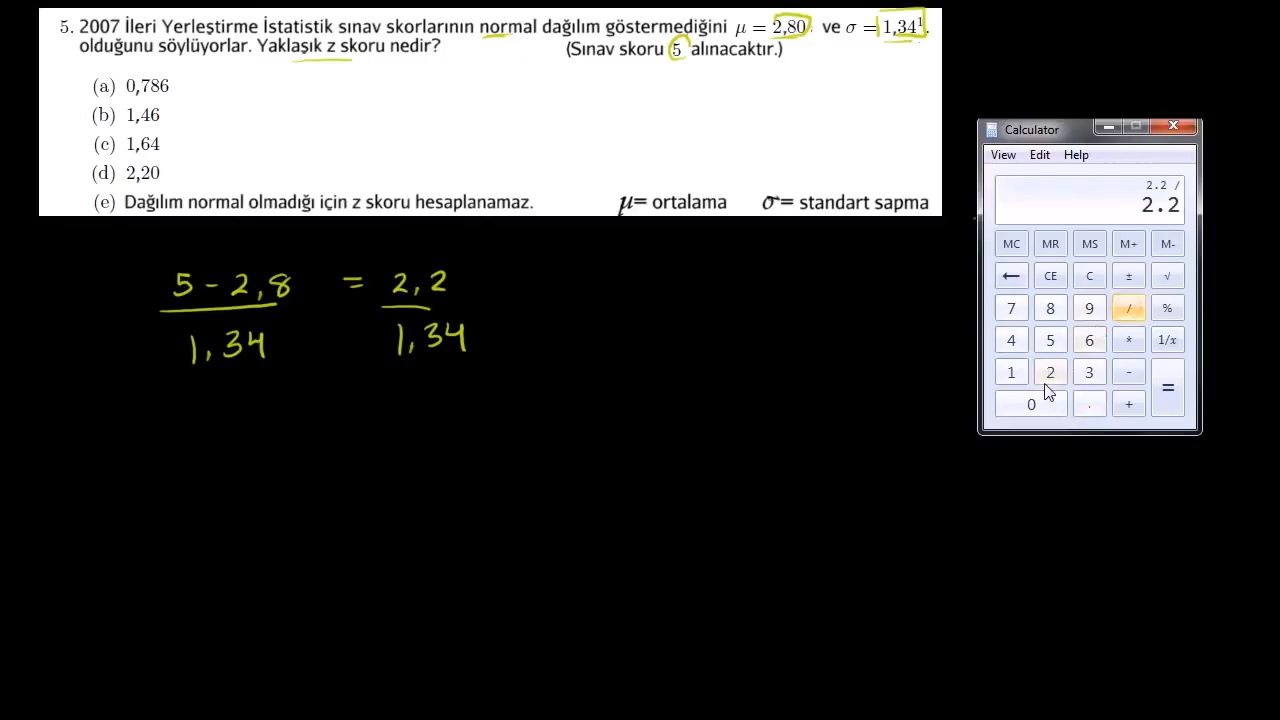 5. 2007 İleri Yerleştirme İstatistik sınav skorlarının normal dağılım göstermediğini μ = 2,80 ve σ = 1,34¹.
olduğunu söylüyorlar. Yaklaşık z skoru nedir? (Sınav skoru 5 alınacaktır.)
(a) 0,786
(b) 1,46
(c) 1,64
(d) 2,20
(e) Dağılım normal olmadığı için z skoru hesaplanamaz. μ= ortalama σ= standart sapma
5 - 2,8 = 2,2
1,34 1,34
Calculator
View Edit Help
2.2 /
2.2
MC MR MS M+ M-
← CE C ± √
7 8 9 / %
4 5 6 * 1/x
1 2 3 - =
0 . +